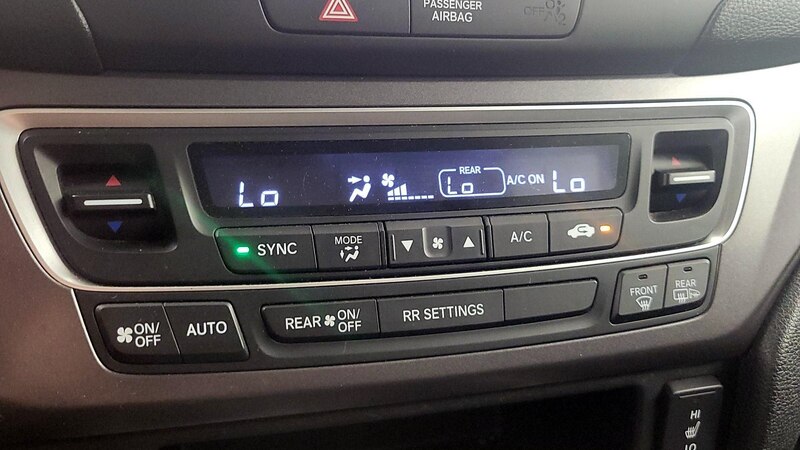 PASSENGER
AIRBAG
OFF
Lo
REAR
Lo
A/C ON
Lo
SYNC
MODE
A/C
ON/
OFF
AUTO
REAR ON/
OFF
RR SETTINGS
FRONT
REAR
HI
LO